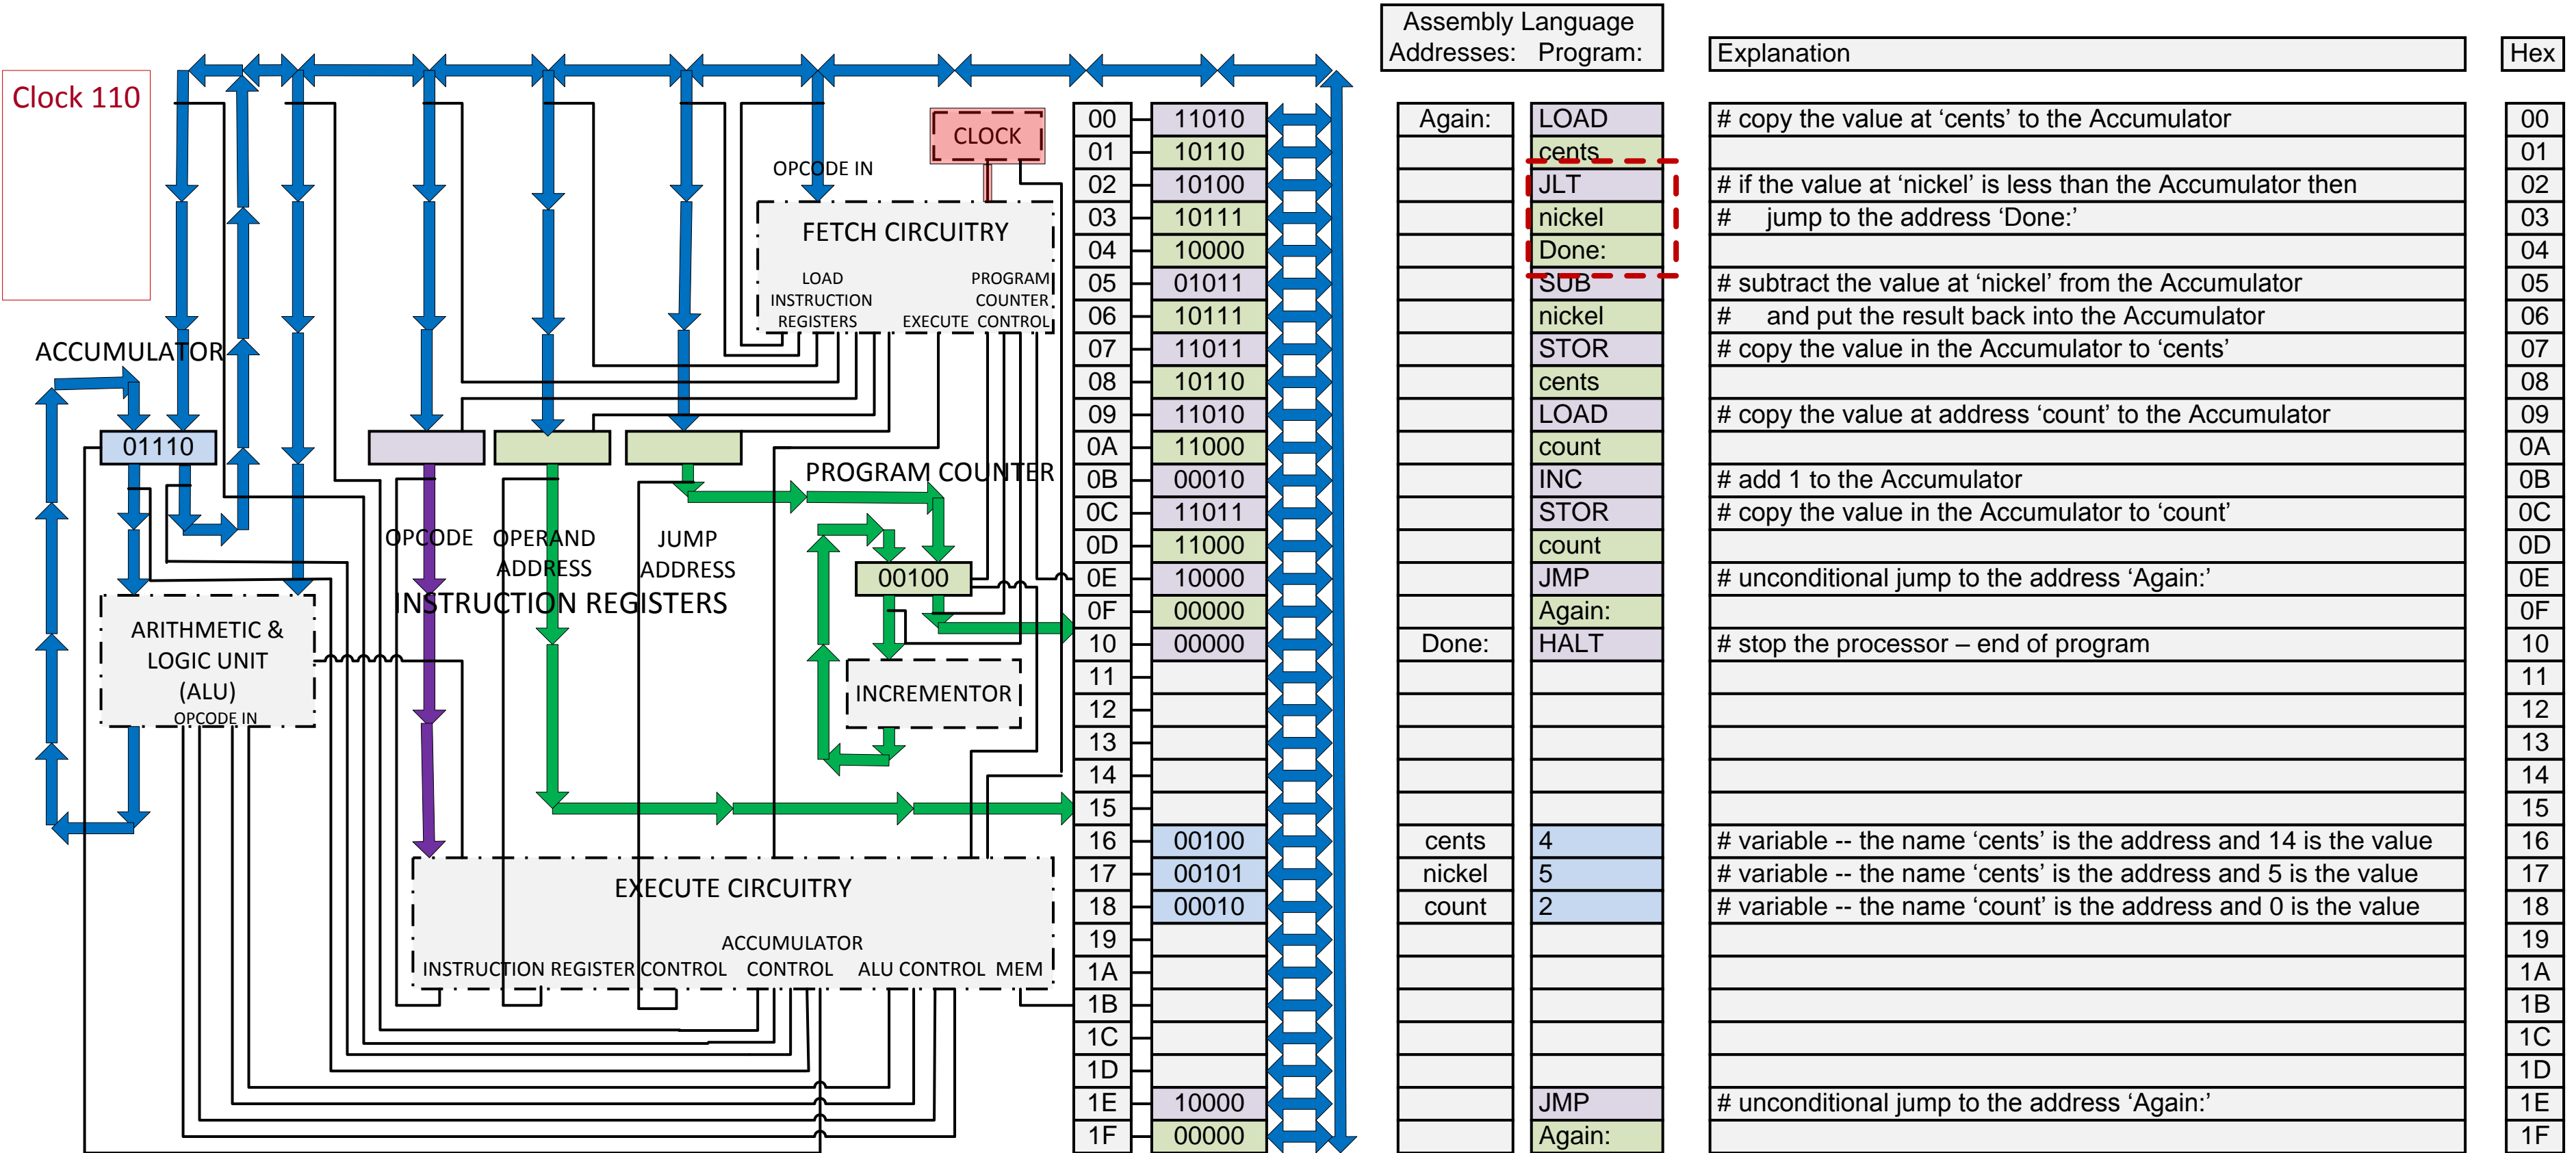 Assembly Language
Addresses: Program:
Explanation
Hex
Clock 110
CLOCK
OPCODE IN
FETCH CIRCUITRY
LOAD
INSTRUCTION
REGISTERS
EXECUTE
PROGRAM
COUNTER
CONTROL
ACCUMULATOR
01110
PROGRAM COUNTER
OPCODE
OPERAND
ADDRESS
JUMP
ADDRESS
INSTRUCTION REGISTERS
00100
ARITHMETIC &
LOGIC UNIT
(ALU)
OPCODE IN
INCREMENTOR
EXECUTE CIRCUITRY
INSTRUCTION REGISTER CONTROL
ACCUMULATOR
CONTROL
ALU CONTROL
MEM
00 11010 Again: LOAD # copy the value at ‘cents’ to the Accumulator 00
01 10110 cents 01
02 10100 JLT # if the value at ‘nickel’ is less than the Accumulator then 02
03 10111 nickel # jump to the address ‘Done:’ 03
04 10000 Done: 04
05 01011 SUB # subtract the value at ‘nickel’ from the Accumulator 05
06 10111 nickel # and put the result back into the Accumulator 06
07 11011 STOR # copy the value in the Accumulator to ‘cents’ 07
08 10110 cents 08
09 11010 LOAD # copy the value at address ‘count’ to the Accumulator 09
0A 11000 count 0A
0B 00010 INC # add 1 to the Accumulator 0B
0C 11011 STOR # copy the value in the Accumulator to ‘count’ 0C
0D 11000 count 0D
0E 10000 JMP # unconditional jump to the address ‘Again:’ 0E
0F 00000 Again: 0F
10 00000 Done: HALT # stop the processor – end of program 10
11 11
12 12
13 13
14 14
15 15
16 00100 cents 4 # variable -- the name ‘cents’ is the address and 14 is the value 16
17 00101 nickel 5 # variable -- the name ‘cents’ is the address and 5 is the value 17
18 00010 count 2 # variable -- the name ‘count’ is the address and 0 is the value 18
19 19
1A 1A
1B 1B
1C 1C
1D 1D
1E 10000 JMP # unconditional jump to the address ‘Again:’ 1E
1F 00000 Again: 1F